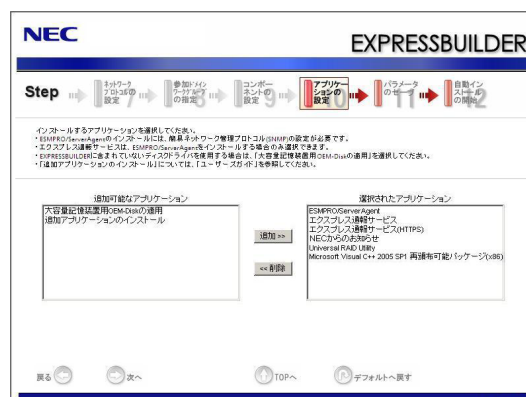 NEC
EXPRESSBUILDER
Step
ネットワーク
プロトコルの
設定 7
参加ドメイン
ワークグループ
の指定 8
コンポー
ネントの
設定 9
アプリケー
ションの
設定 10
パラメータ
のセーブ 11
自動イン
ストール
の開始 12
インストールするアプリケーションを選択してください。
・ESMPRO/ServerAgentのインストールには、簡易ネットワーク管理プロトコル(SNMP)の設定が必要です。
・エクスプレス通報サービスは、ESMPRO/ServerAgentをインストールする場合のみ選択できます。
・EXPRESSBUILDERに含まれていないディスクドライバを使用する場合は、「大容量記憶装置用OEM-Diskの適用」を選択してください。
・「追加アプリケーションのインストール」については、「ユーザーズガイド」を参照してください。
追加可能なアプリケーション
大容量記憶装置用OEM-Diskの適用
追加アプリケーションのインストール
追加 >>
<< 削除
選択されたアプリケーション
ESMPRO/ServerAgent
エクスプレス通報サービス
エクスプレス通報サービス(HTTPS)
NECからのお知らせ
Universal RAID Utility
Microsoft Visual C++ 2005 SP1 再頒布可能パッケージ(x86)
戻る
次へ
TOPへ
デフォルトへ戻す